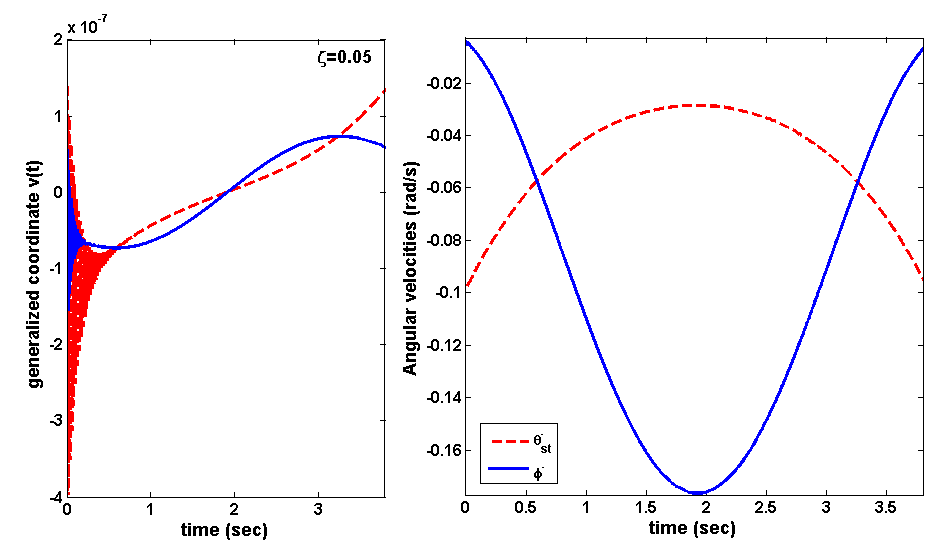 x 10⁻⁷
ζ=0.05
2
1
0
-1
-2
-3
-4
generalized coordinate v(t)
0 1 2 3
time (sec)
-0.02
-0.04
-0.06
-0.08
-0.1
-0.12
-0.14
-0.16
Angular velocities (rad/s)
θ̇st
ϕ̇
0 0.5 1 1.5 2 2.5 3 3.5
time (sec)